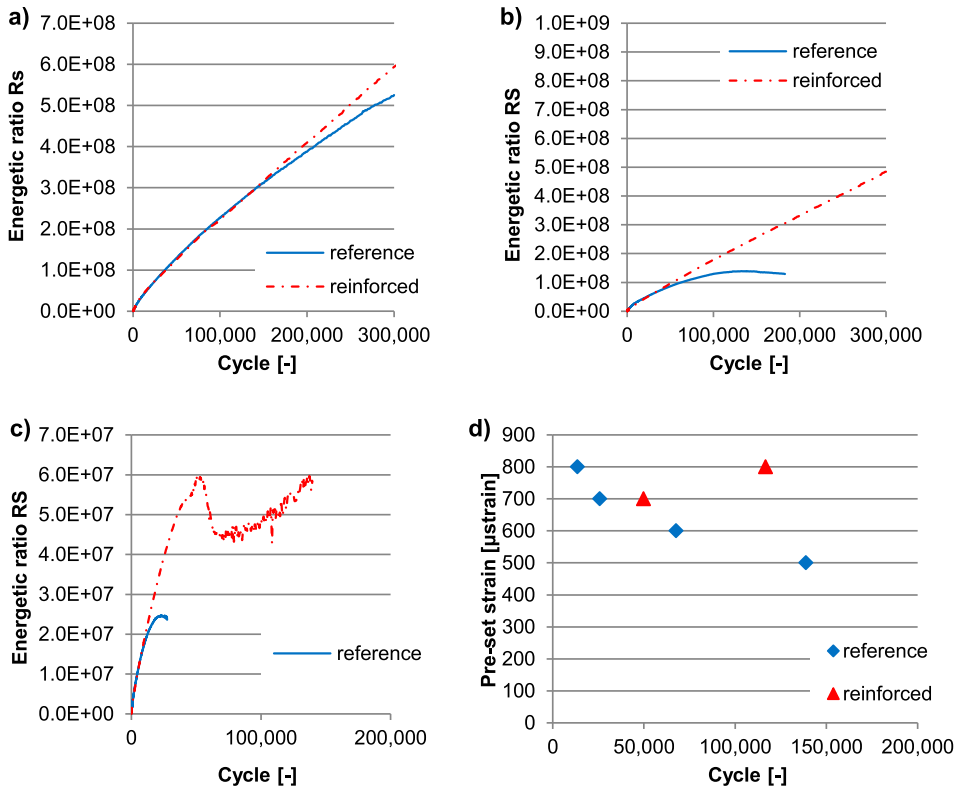 a)
7.0E+08
6.0E+08
5.0E+08
4.0E+08
3.0E+08
2.0E+08
1.0E+08
0.0E+00
Energetic ratio Rs
reference
reinforced
0 100,000 200,000 300,000
Cycle [-]
b)
1.0E+09
9.0E+08
8.0E+08
7.0E+08
6.0E+08
5.0E+08
4.0E+08
3.0E+08
2.0E+08
1.0E+08
0.0E+00
Energetic ratio RS
reference
reinforced
0 100,000 200,000 300,000
Cycle [-]
c)
7.0E+07
6.0E+07
5.0E+07
4.0E+07
3.0E+07
2.0E+07
1.0E+07
0.0E+00
Energetic ratio RS
reference
0 100,000 200,000
Cycle [-]
d)
900
800
700
600
500
400
300
200
100
0
Pre-set strain [µstrain]
reference
reinforced
0 50,000 100,000 150,000 200,000
Cycle [-]